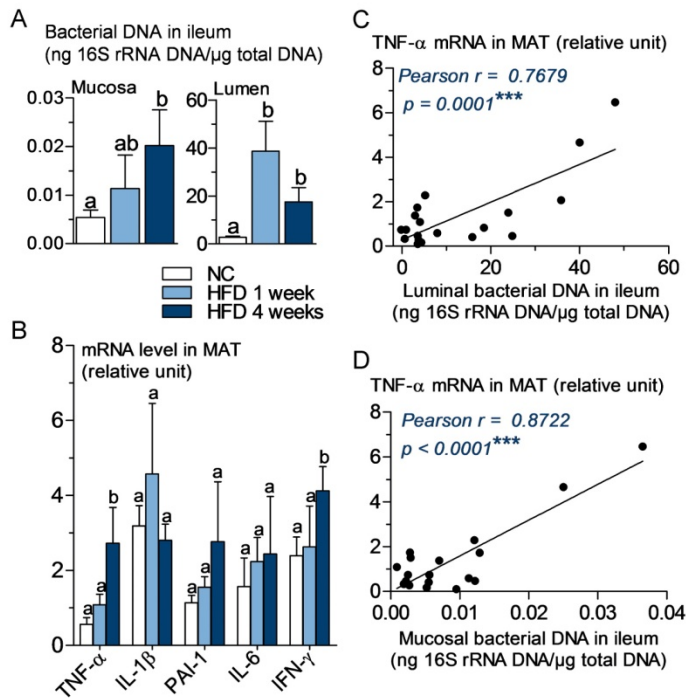 A
Bacterial DNA in ileum
(ng 16S rRNA DNA/µg total DNA)
Mucosa
Lumen
0.03
0.02
0.01
0.00
a
ab
b
60
40
20
0
a
b
b
NC
HFD 1 week
HFD 4 weeks
B
mRNA level in MAT
(relative unit)
8
6
4
2
0
a
a
b
a
a
a
a
a
a
a
a
a
a
a
b
TNF-α
IL-1β
PAI-1
IL-6
IFN-γ
C
TNF-α mRNA in MAT (relative unit)
Pearson r = 0.7679
p = 0.0001***
8
6
4
2
0
0 20 40 60
Luminal bacterial DNA in ileum
(ng 16S rRNA DNA/µg total DNA)
D
TNF-α mRNA in MAT (relative unit)
Pearson r = 0.8722
p < 0.0001***
8
6
4
2
0
0.00 0.01 0.02 0.03 0.04
Mucosal bacterial DNA in ileum
(ng 16S rRNA DNA/µg total DNA)